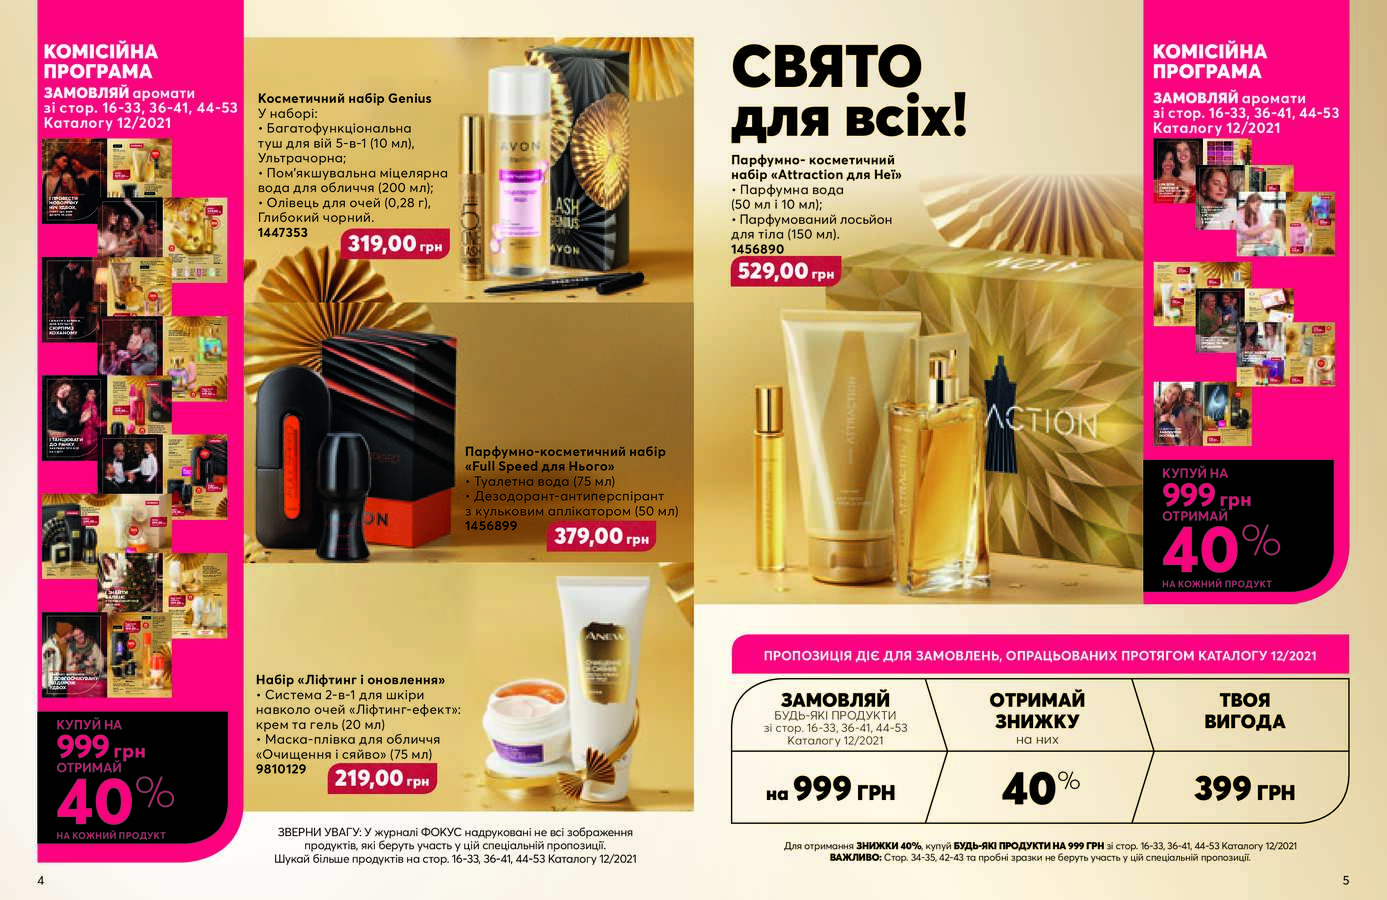 КОМІСІЙНА
ПРОГРАМА
ЗАМОВЛЯЙ аромати
зі стор. 16-33, 36-41, 44-53
Каталогу 12/2021
КУПУЙ НА
999 грн
ОТРИМАЙ
40%
НА КОЖНИЙ ПРОДУКТ
Косметичний набір Genius
У наборі:
• Багатофункціональна
туш для вій 5-в-1 (10 мл),
Ультрачорна;
• Пом'якшувальна міцелярна
вода для обличчя (200 мл);
• Олівець для очей (0,28 г),
Глибокий чорний.
1447353
319,00 грн
AVON
LASH
GENIUS
AVON
Парфумно-косметичний набір
«Full Speed для Нього»
• Туалетна вода (75 мл)
• Дезодорант-антиперспірант
з кульковим аплікатором (50 мл)
1456899
379,00 грн
Набір «Ліфтинг і оновлення»
• Система 2-в-1 для шкіри
навколо очей «Ліфтинг-ефект»:
крем та гель (20 мл)
• Маска-плівка для обличчя
«Очищення і сяйво» (75 мл)
9810129
219,00 грн
ANEW
ЗВЕРНИ УВАГУ: У журналі ФОКУС надруковані не всі зображення
продуктів, які беруть участь у цій спеціальній пропозиції.
Шукай більше продуктів на стор. 16-33, 36-41, 44-53 Каталогу 12/2021
4
СВЯТО
для всіх!
Парфумно- косметичний
набір «Attraction для Неї»
• Парфумна вода
(50 мл і 10 мл);
• Парфумований лосьйон
для тіла (150 мл).
1456890
529,00 грн
AVON
ATTRACTION
ATTRACTION
ACTION
КОМІСІЙНА
ПРОГРАМА
ЗАМОВЛЯЙ аромати
зі стор. 16-33, 36-41, 44-53
Каталогу 12/2021
КУПУЙ НА
999 грн
ОТРИМАЙ
40%
НА КОЖНИЙ ПРОДУКТ
ПРОПОЗИЦІЯ ДІЄ ДЛЯ ЗАМОВЛЕНЬ, ОПРАЦЬОВАНИХ ПРОТЯГОМ КАТАЛОГУ 12/2021
ЗАМОВЛЯЙ
БУДЬ-ЯКІ ПРОДУКТИ
зі стор. 16-33, 36-41, 44-53
Каталогу 12/2021
на 999 ГРН
ОТРИМАЙ
ЗНИЖКУ
на них
40%
ТВОЯ
ВИГОДА
399 ГРН
Для отримання ЗНИЖКИ 40%, купуй БУДЬ-ЯКІ ПРОДУКТИ НА 999 ГРН зі стор. 16-33, 36-41, 44-53 Каталогу 12/2021
ВАЖЛИВО: Стор. 34-35, 42-43 та пробні зразки не беруть участь у цій спеціальній пропозиції.
5